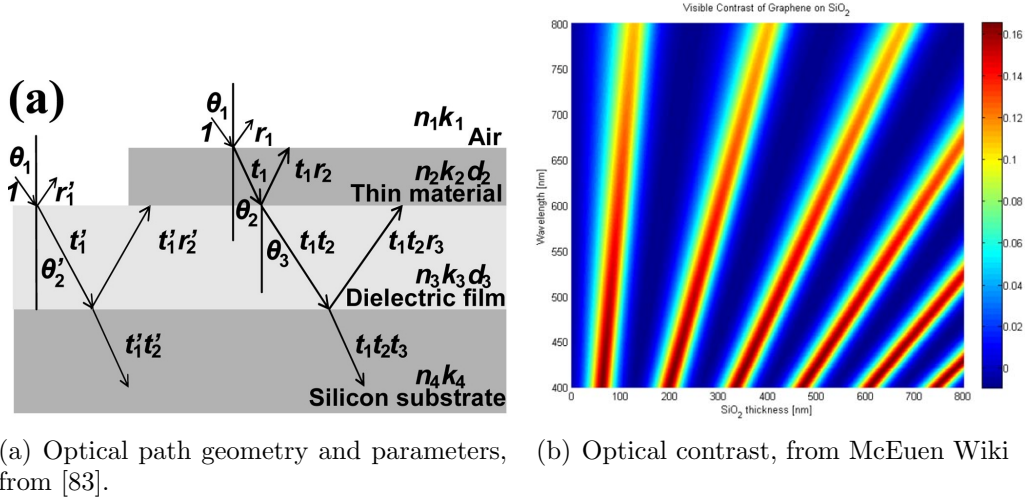 (a)
θ1
1
r1
n1k1
Air
θ1
1
r'1
t1
t1r2
n2k2d2
Thin material
θ2
t'1
t'1r'2
θ'2
θ3
t1t2
t1t2r3
n3k3d3
Dielectric film
t'1t'2
t1t2t3
n4k4
Silicon substrate
(a) Optical path geometry and parameters,
from [83].
Visible Contrast of Graphene on SiO2
Wavelength [nm]
800
750
700
650
600
550
500
450
400
0 100 200 300 400 500 600 700 800
SiO2 thickness [nm]
0.16
0.14
0.12
0.1
0.08
0.06
0.04
0.02
0
(b) Optical contrast, from McEuen Wiki